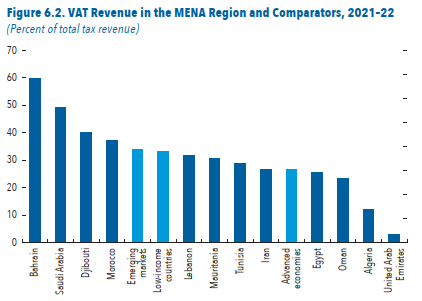 Figure 6.2. VAT Revenue in the MENA Region and Comparators, 2021–22
(Percent of total tax revenue)
70
60
50
40
30
20
10
0
Bahrain
Saudi Arabia
Djibouti
Morocco
Emerging
markets
Low-income
countries
Lebanon
Mauritania
Tunisia
Iran
Advanced
economies
Egypt
Oman
Algeria
United Arab
Emirates